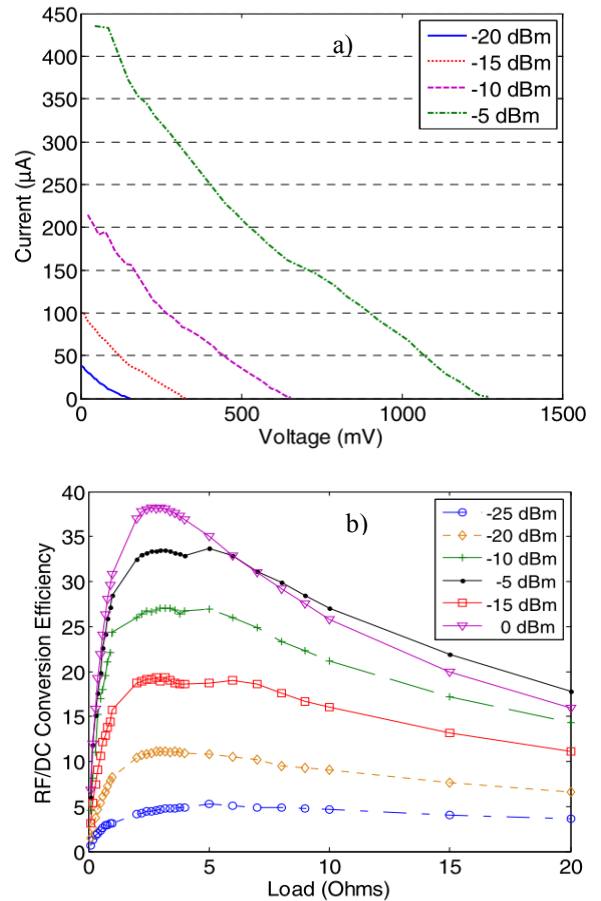 a)
-20 dBm
-15 dBm
-10 dBm
-5 dBm
450
400
350
300
250
200
150
100
50
0
Current (µA)
0 500 1000 1500
Voltage (mV)
b)
-25 dBm
-20 dBm
-10 dBm
-5 dBm
-15 dBm
0 dBm
40
35
30
25
20
15
10
5
0
RF/DC Conversion Efficiency
0 5 10 15 20
Load (Ohms)